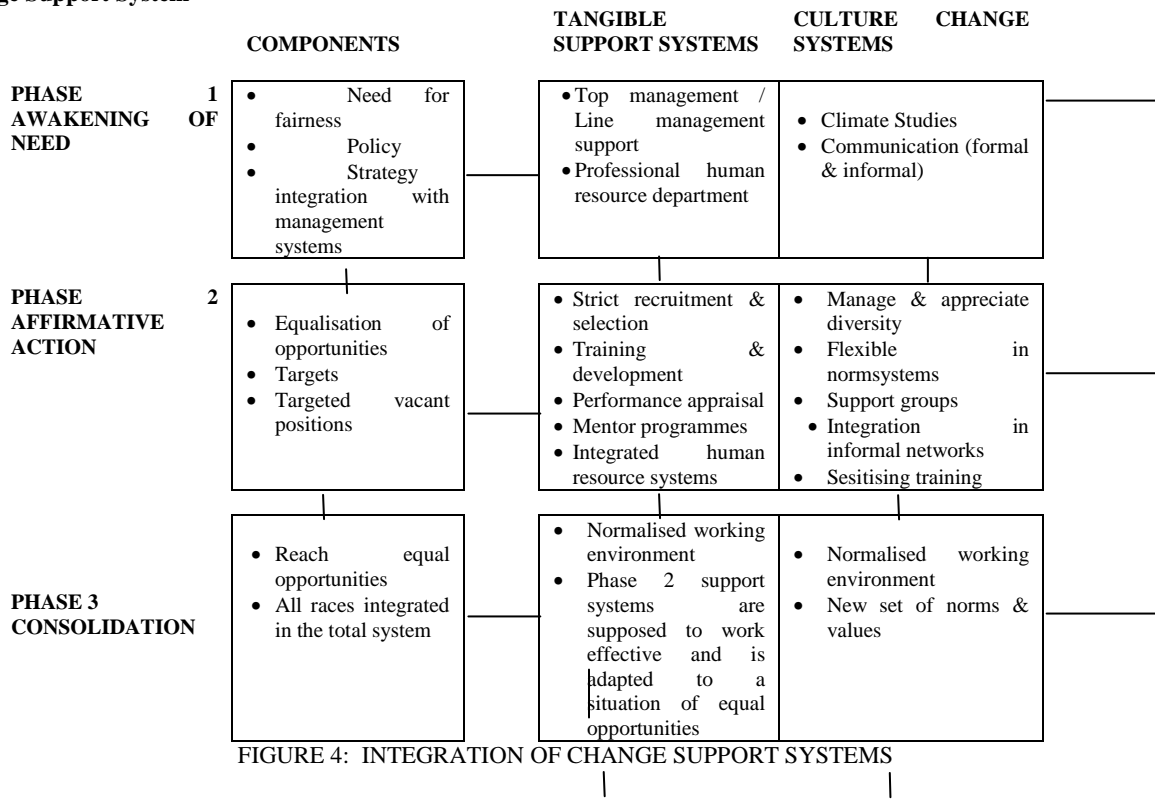 ge Support System
COMPONENTS
TANGIBLE
SUPPORT SYSTEMS
CULTURE CHANGE
SYSTEMS
PHASE 1
AWAKENING OF
NEED
• Need for
fairness
• Policy
• Strategy
integration with
management
systems
• Top management /
Line management
support
• Professional human
resource department
• Climate Studies
• Communication (formal
& informal)
PHASE 2
AFFIRMATIVE
ACTION
• Equalisation of
opportunities
• Targets
• Targeted vacant
positions
• Strict recruitment &
selection
• Training &
development
• Performance appraisal
• Mentor programmes
• Integrated human
resource systems
• Manage & appreciate
diversity
• Flexible in
normsystems
• Support groups
• Integration in
informal networks
• Sesitising training
PHASE 3
CONSOLIDATION
• Reach equal
opportunities
• All races integrated
in the total system
• Normalised working
environment
• Phase 2 support
systems are
supposed to work
effective and is
adapted to a
situation of equal
opportunities
• Normalised working
environment
• New set of norms &
values
FIGURE 4: INTEGRATION OF CHANGE SUPPORT SYSTEMS